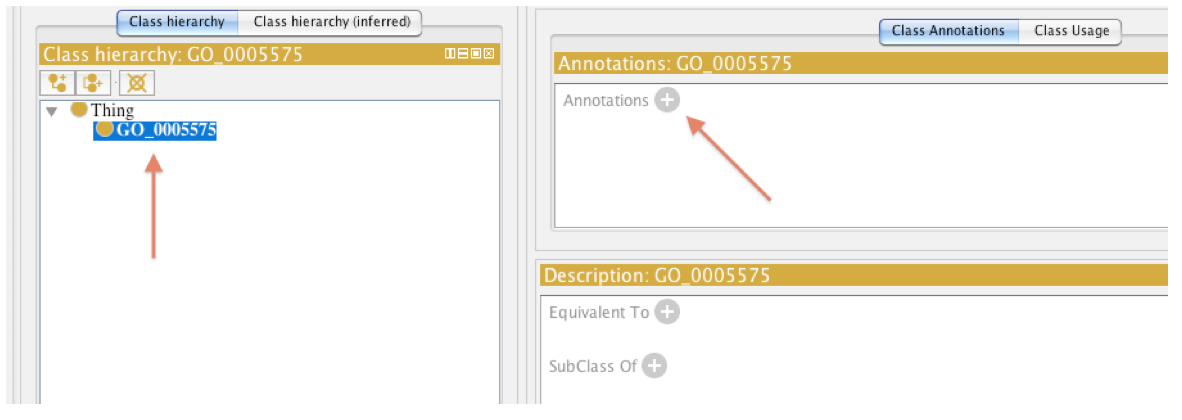 Class hierarchy Class hierarchy (inferred)
Class hierarchy: GO_0005575
Thing
GO_0005575
Class Annotations Class Usage
Annotations: GO_0005575
Annotations
Description: GO_0005575
Equivalent To
SubClass Of